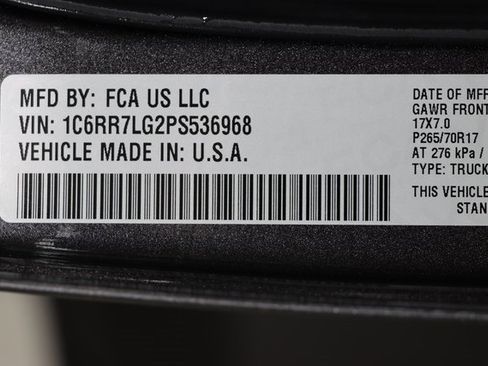 MFD BY: FCA US LLC
VIN: 1C6RR7LG2PS536968
VEHICLE MADE IN: U.S.A.
DATE OF MFR
GAWR FRONT
17X7.0
P265/70R17
AT 276 kPa /
TYPE: TRUCK
THIS VEHICLE
STAN